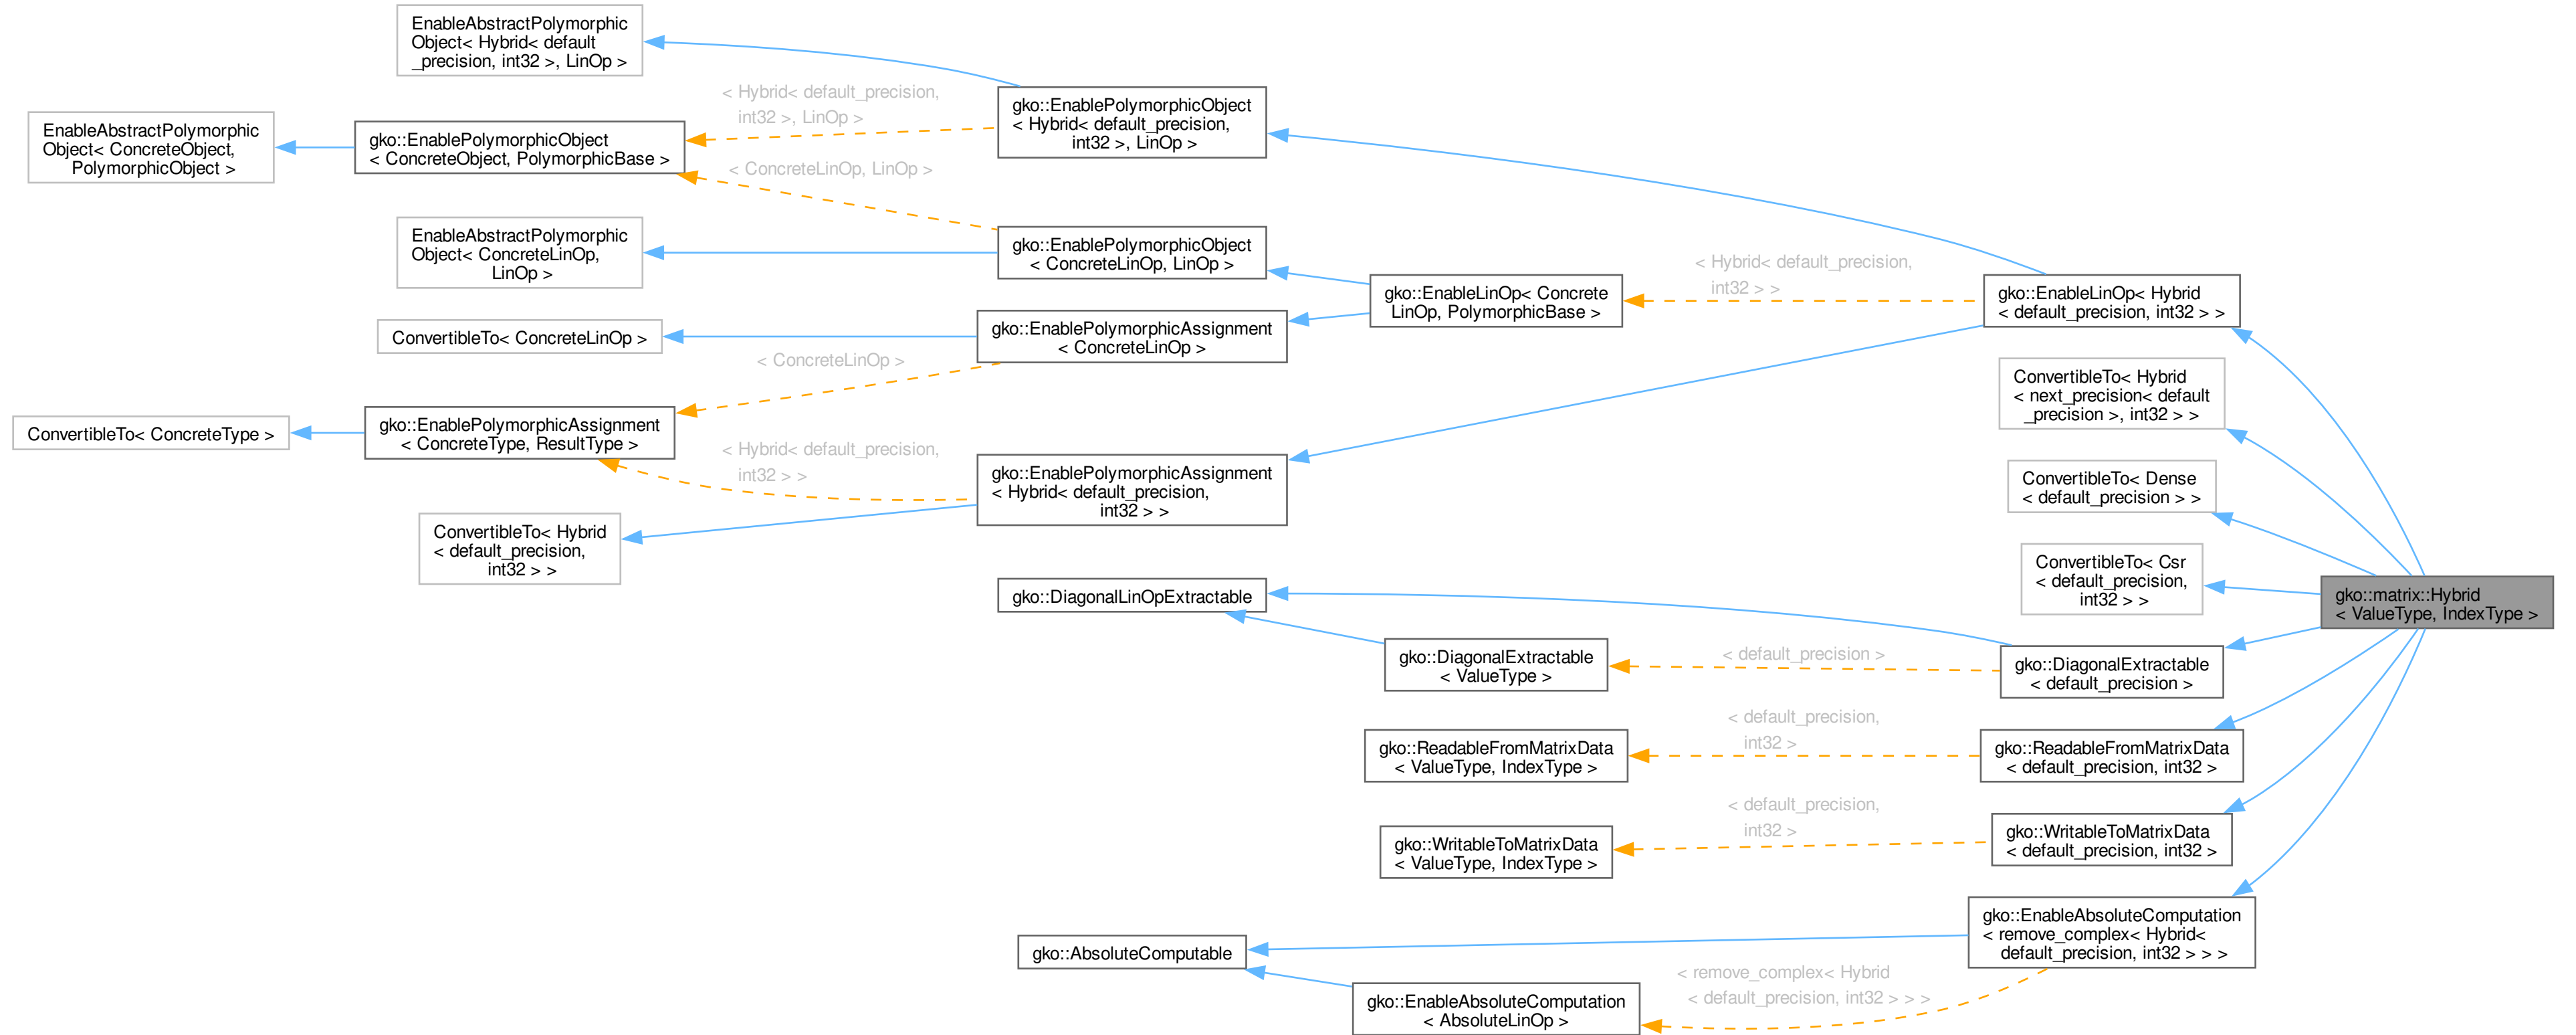 EnableAbstractPolymorphic
Object< Hybrid< default
_precision, int32 >, LinOp >
EnableAbstractPolymorphic
Object< ConcreteObject,
PolymorphicObject >
gko::EnablePolymorphicObject
< ConcreteObject, PolymorphicBase >
< Hybrid< default_precision,
int32 >, LinOp >
< ConcreteLinOp, LinOp >
gko::EnablePolymorphicObject
< Hybrid< default_precision,
int32 >, LinOp >
EnableAbstractPolymorphic
Object< ConcreteLinOp,
LinOp >
gko::EnablePolymorphicObject
< ConcreteLinOp, LinOp >
gko::EnableLinOp< Concrete
LinOp, PolymorphicBase >
< Hybrid< default_precision,
int32 > >
gko::EnableLinOp< Hybrid
< default_precision, int32 > >
ConvertibleTo< ConcreteLinOp >
gko::EnablePolymorphicAssignment
< ConcreteLinOp >
< ConcreteLinOp >
ConvertibleTo< ConcreteType >
gko::EnablePolymorphicAssignment
< ConcreteType, ResultType >
< Hybrid< default_precision,
int32 > >
gko::EnablePolymorphicAssignment
< Hybrid< default_precision,
int32 > >
ConvertibleTo< Hybrid
< default_precision,
int32 > >
ConvertibleTo< Hybrid
< next_precision< default
_precision >, int32 > >
ConvertibleTo< Dense
< default_precision > >
ConvertibleTo< Csr
< default_precision,
int32 > >
gko::matrix::Hybrid
< ValueType, IndexType >
gko::DiagonalLinOpExtractable
gko::DiagonalExtractable
< ValueType >
< default_precision >
gko::DiagonalExtractable
< default_precision >
gko::ReadableFromMatrixData
< ValueType, IndexType >
< default_precision,
int32 >
gko::ReadableFromMatrixData
< default_precision, int32 >
gko::WritableToMatrixData
< ValueType, IndexType >
< default_precision,
int32 >
gko::WritableToMatrixData
< default_precision, int32 >
gko::AbsoluteComputable
gko::EnableAbsoluteComputation
< AbsoluteLinOp >
< remove_complex< Hybrid
< default_precision, int32 > > >
gko::EnableAbsoluteComputation
< remove_complex< Hybrid<
default_precision, int32 > > >